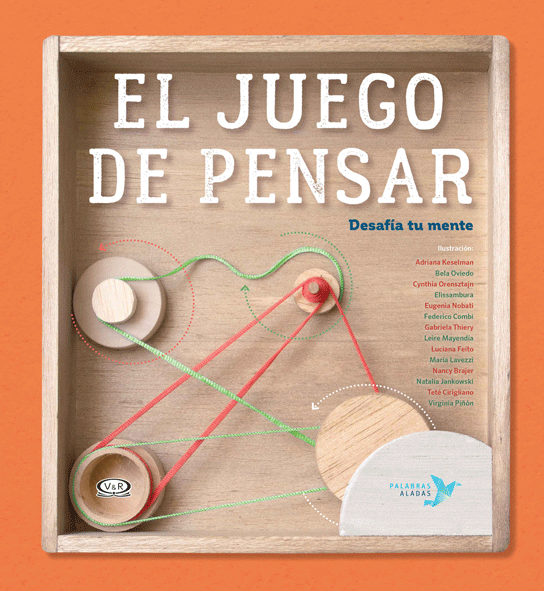 EL JUEGO
DE PENSAR
Desafía tu mente
Ilustración:
Adriana Keselman
Bela Oviedo
Cynthia Orensztajn
Elissambura
Eugenia Nobati
Federico Combi
Gabriela Thiery
Leire Mayendía
Luciana Feito
María Lavezzi
Nancy Brajer
Natalia Jankowski
Teté Cirigliano
Virginia Piñón
V&R
PALABRAS
ALADAS